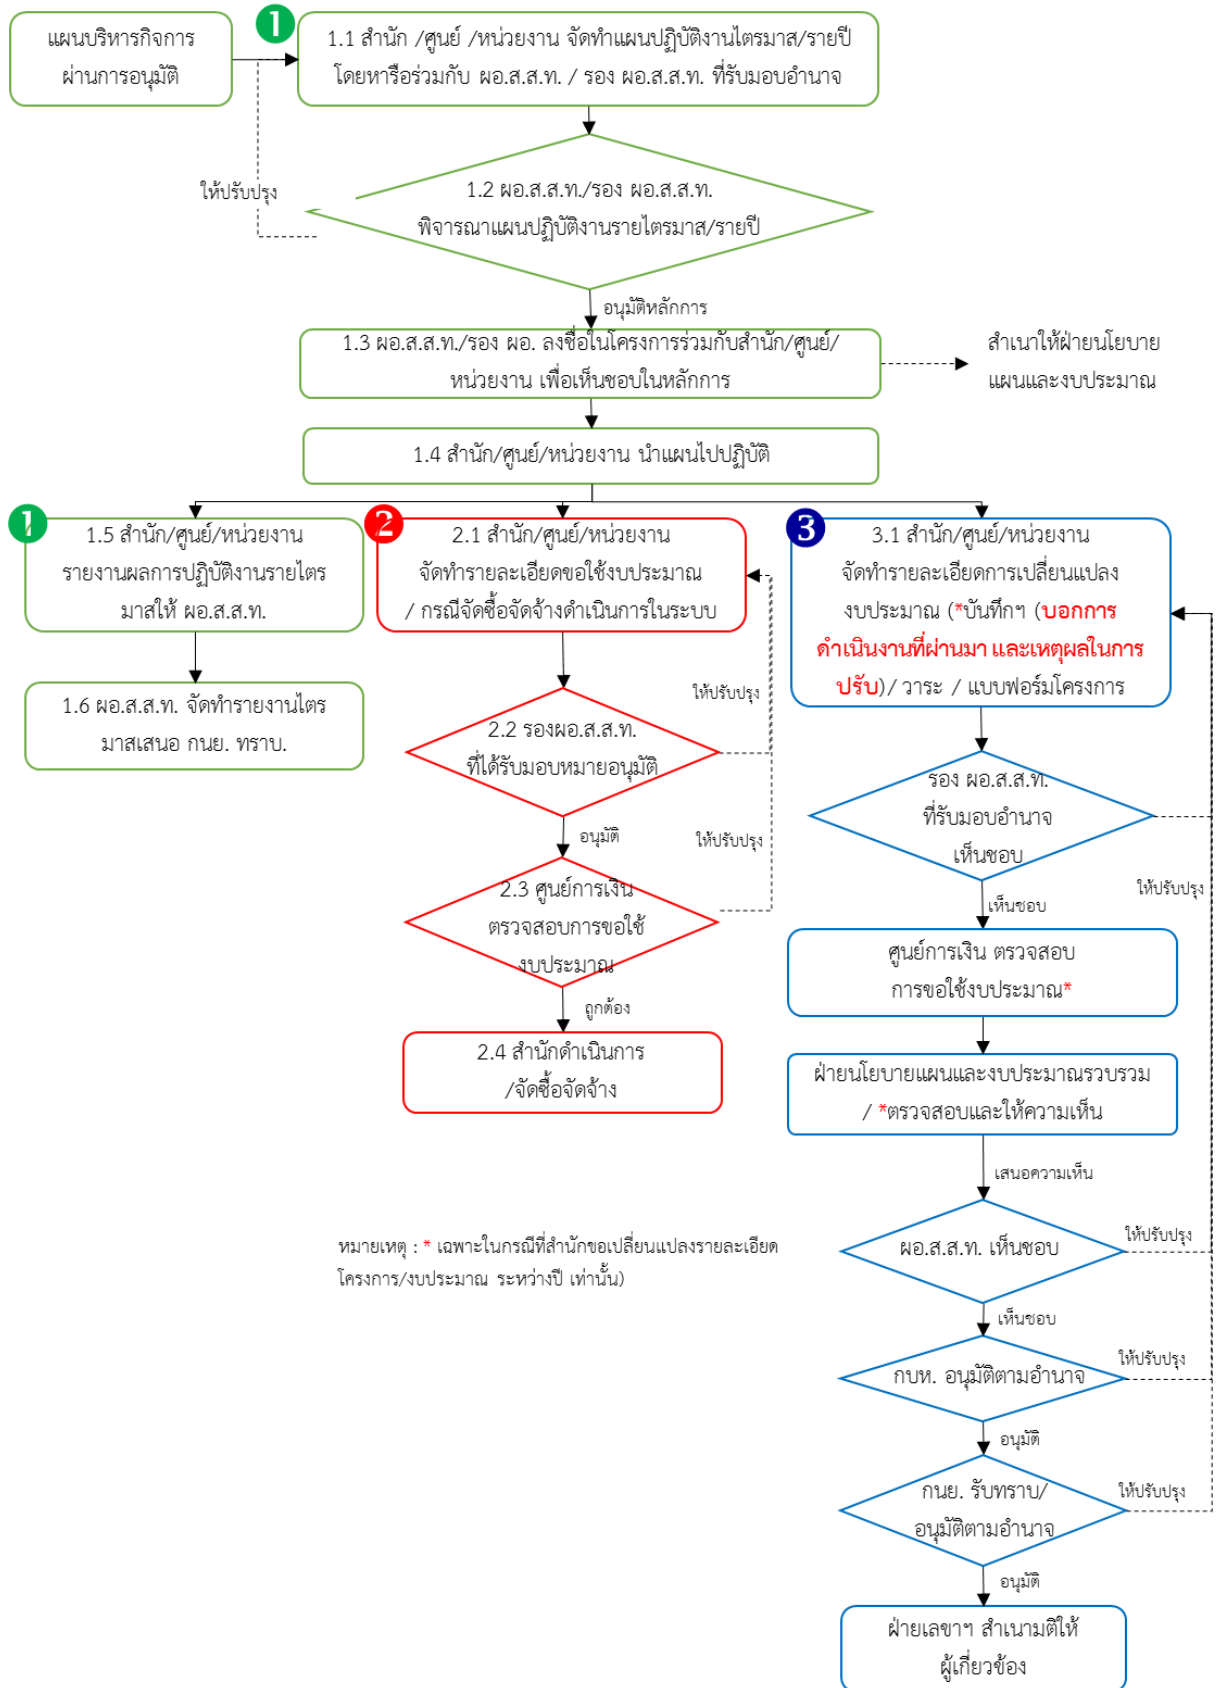 แผนบริหารกิจการ
ผ่านการอนุมัติ
1
1.1 สำนัก /ศูนย์ /หน่วยงาน จัดทำแผนปฏิบัติงานไตรมาส/รายปี
โดยหารือร่วมกับ ผอ.ส.ส.ท. / รอง ผอ.ส.ส.ท. ที่รับมอบอำนาจ
ให้ปรับปรุง
1.2 ผอ.ส.ส.ท./รอง ผอ.ส.ส.ท.
พิจารณาแผนปฏิบัติงานรายไตรมาส/รายปี
อนุมัติหลักการ
1.3 ผอ.ส.ส.ท./รอง ผอ. ลงชื่อในโครงการร่วมกับสำนัก/ศูนย์/
หน่วยงาน เพื่อเห็นชอบในหลักการ
สำเนาให้ฝ่ายนโยบาย
แผนและงบประมาณ
1.4 สำนัก/ศูนย์/หน่วยงาน นำแผนไปปฏิบัติ
1
1.5 สำนัก/ศูนย์/หน่วยงาน
รายงานผลการปฏิบัติงานรายไตร
มาสให้ ผอ.ส.ส.ท.
1.6 ผอ.ส.ส.ท. จัดทำรายงานไตร
มาสเสนอ กนย. ทราบ.
2
2.1 สำนัก/ศูนย์/หน่วยงาน
จัดทำรายละเอียดขอใช้งบประมาณ
/ กรณีจัดซื้อจัดจ้างดำเนินการในระบบ
ให้ปรับปรุง
2.2 รองผอ.ส.ส.ท.
ที่ได้รับมอบหมายอนุมัติ
อนุมัติ
ให้ปรับปรุง
2.3 ศูนย์การเงิน
ตรวจสอบการขอใช้
งบประมาณ
ถูกต้อง
2.4 สำนักดำเนินการ
/จัดซื้อจัดจ้าง
3
3.1 สำนัก/ศูนย์/หน่วยงาน
จัดทำรายละเอียดการเปลี่ยนแปลง
งบประมาณ (*บันทึกฯ (บอกการ
ดำเนินงานที่ผ่านมา และเหตุผลในการ
ปรับ)/ วาระ / แบบฟอร์มโครงการ
รอง ผอ.ส.ส.ท.
ที่รับมอบอำนาจ
เห็นชอบ
ให้ปรับปรุง
เห็นชอบ
ศูนย์การเงิน ตรวจสอบ
การขอใช้งบประมาณ*
ฝ่ายนโยบายแผนและงบประมาณรวบรวม
/ *ตรวจสอบและให้ความเห็น
เสนอความเห็น
ผอ.ส.ส.ท. เห็นชอบ
ให้ปรับปรุง
เห็นชอบ
กบห. อนุมัติตามอำนาจ
ให้ปรับปรุง
อนุมัติ
กนย. รับทราบ/
อนุมัติตามอำนาจ
ให้ปรับปรุง
อนุมัติ
ฝ่ายเลขาฯ สำเนามติให้
ผู้เกี่ยวข้อง
หมายเหตุ : * เฉพาะในกรณีที่สำนักขอเปลี่ยนแปลงรายละเอียด
โครงการ/งบประมาณ ระหว่างปี เท่านั้น)